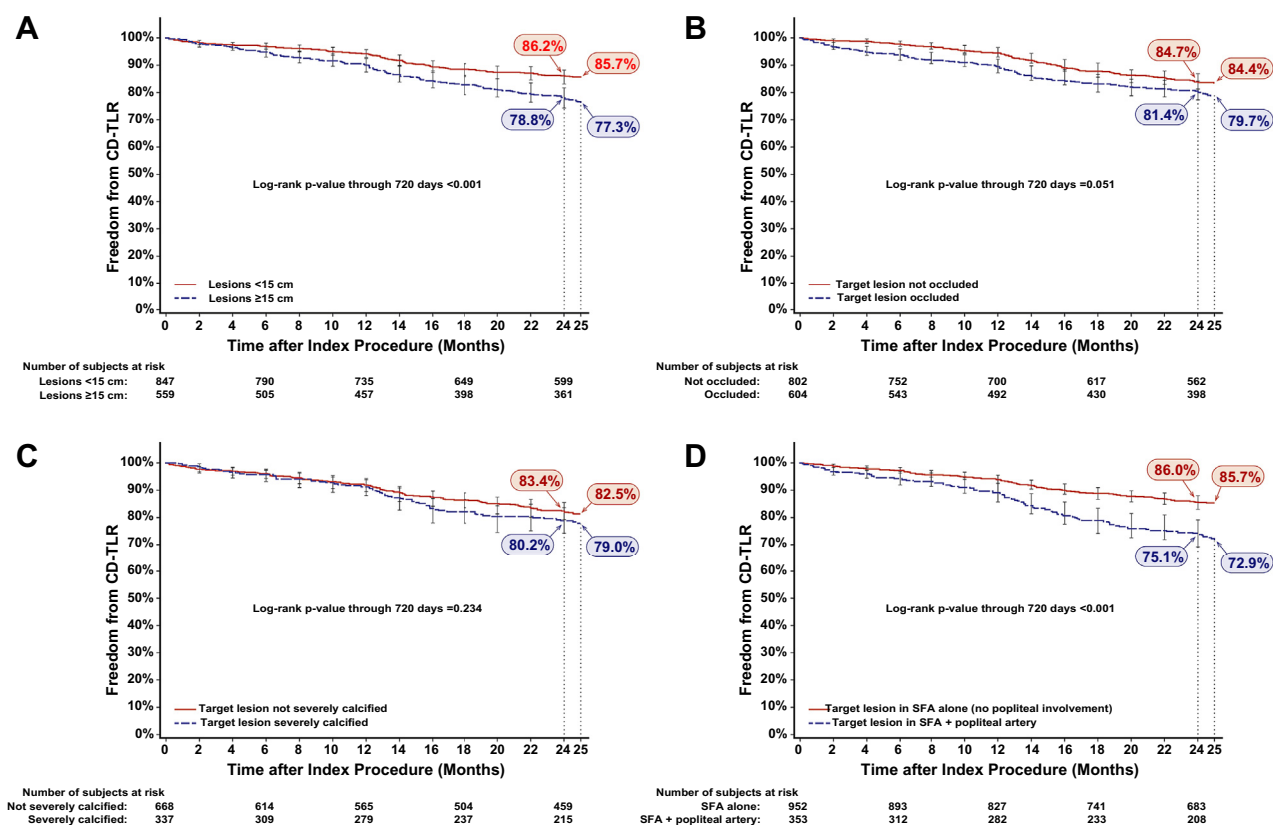 A
Freedom from CD-TLR
100%
90%
80%
70%
60%
50%
40%
30%
20%
10%
0%
86.2%
85.7%
78.8%
77.3%
Log-rank p-value through 720 days <0.001
Lesions <15 cm
Lesions ≥15 cm
0 2 4 6 8 10 12 14 16 18 20 22 24 25
Time after Index Procedure (Months)
Number of subjects at risk
Lesions <15 cm: 847 790 735 649 599
Lesions ≥15 cm: 559 505 457 398 361
B
Freedom from CD-TLR
100%
90%
80%
70%
60%
50%
40%
30%
20%
10%
0%
84.7%
84.4%
81.4%
79.7%
Log-rank p-value through 720 days =0.051
Target lesion not occluded
Target lesion occluded
0 2 4 6 8 10 12 14 16 18 20 22 24 25
Time after Index Procedure (Months)
Number of subjects at risk
Not occluded: 802 752 700 617 562
Occluded: 604 543 492 430 398
C
Freedom from CD-TLR
100%
90%
80%
70%
60%
50%
40%
30%
20%
10%
0%
83.4%
82.5%
80.2%
79.0%
Log-rank p-value through 720 days =0.234
Target lesion not severely calcified
Target lesion severely calcified
0 2 4 6 8 10 12 14 16 18 20 22 24 25
Time after Index Procedure (Months)
Number of subjects at risk
Not severely calcified: 668 614 565 504 459
Severely calcified: 337 309 279 237 215
D
Freedom from CD-TLR
100%
90%
80%
70%
60%
50%
40%
30%
20%
10%
0%
86.0%
85.7%
75.1%
72.9%
Log-rank p-value through 720 days <0.001
Target lesion in SFA alone (no popliteal involvement)
Target lesion in SFA + popliteal artery
0 2 4 6 8 10 12 14 16 18 20 22 24 25
Time after Index Procedure (Months)
Number of subjects at risk
SFA alone: 952 893 827 741 683
SFA + popliteal artery: 353 312 282 233 208